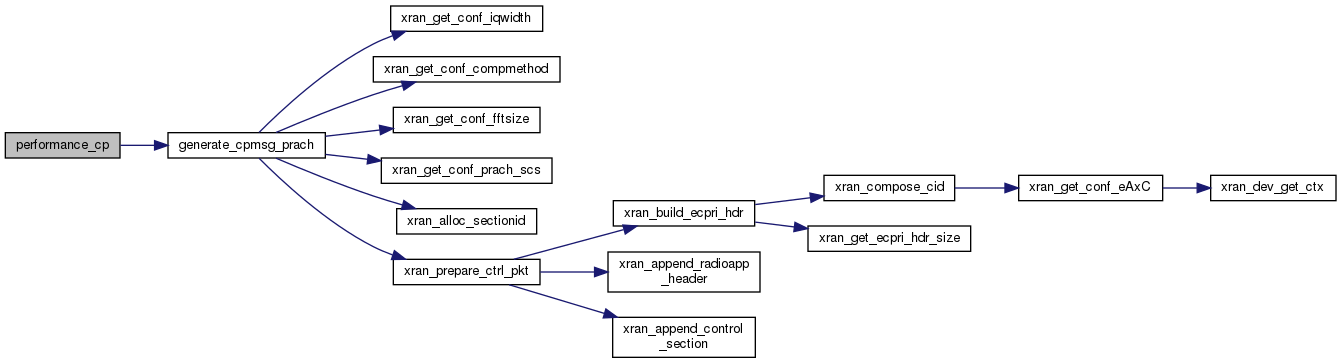 xran_get_conf_iqwidth
xran_get_conf_compmethod
xran_get_conf_fftsize
performance_cp
generate_cpmsg_prach
xran_get_conf_prach_scs
xran_compose_cid
xran_get_conf_eAxC
xran_dev_get_ctx
xran_alloc_sectionid
xran_build_ecpri_hdr
xran_get_ecpri_hdr_size
xran_prepare_ctrl_pkt
xran_append_radioapp
_header
xran_append_control
_section